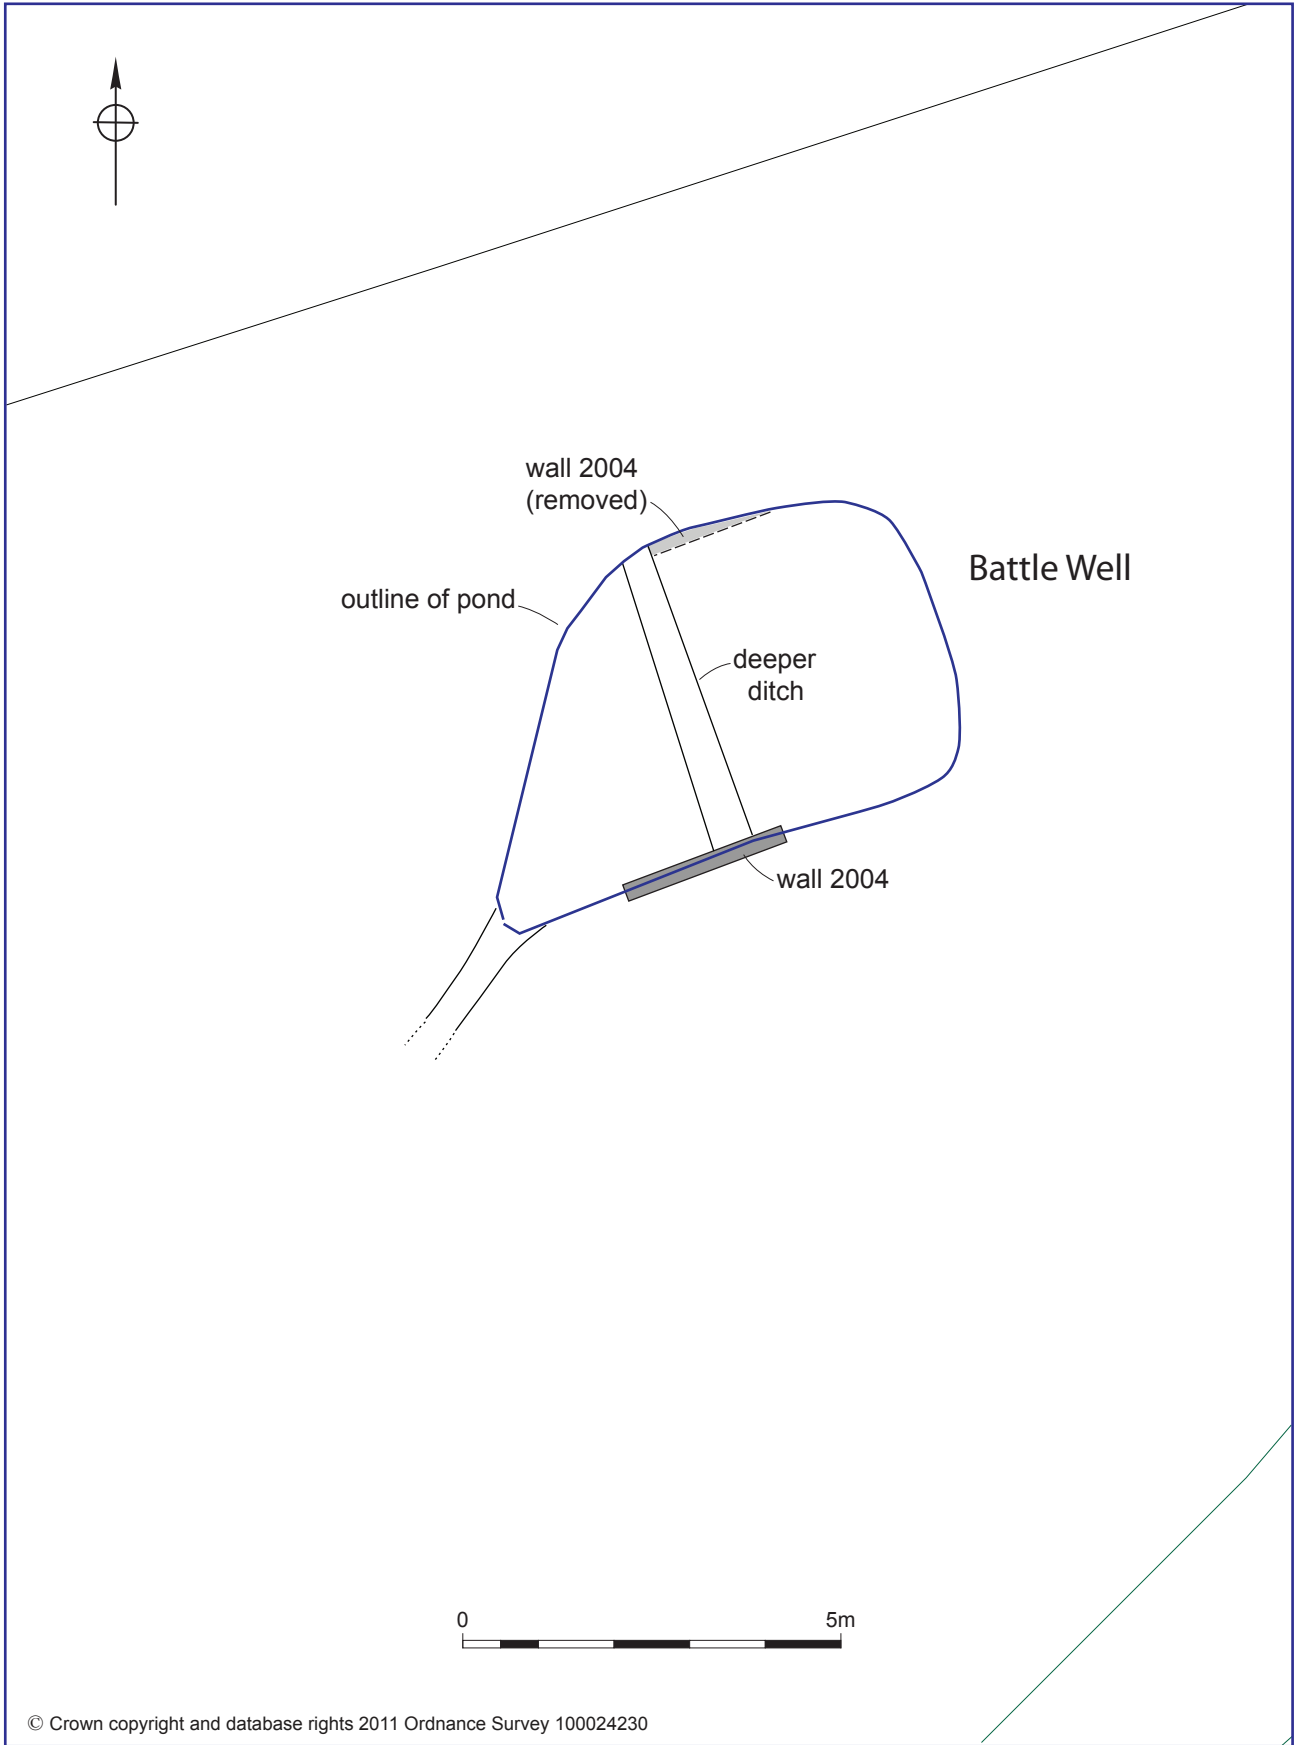 wall 2004
(removed)
Battle Well
outline of pond
deeper
ditch
wall 2004
0
5m
© Crown copyright and database rights 2011 Ordnance Survey 100024230